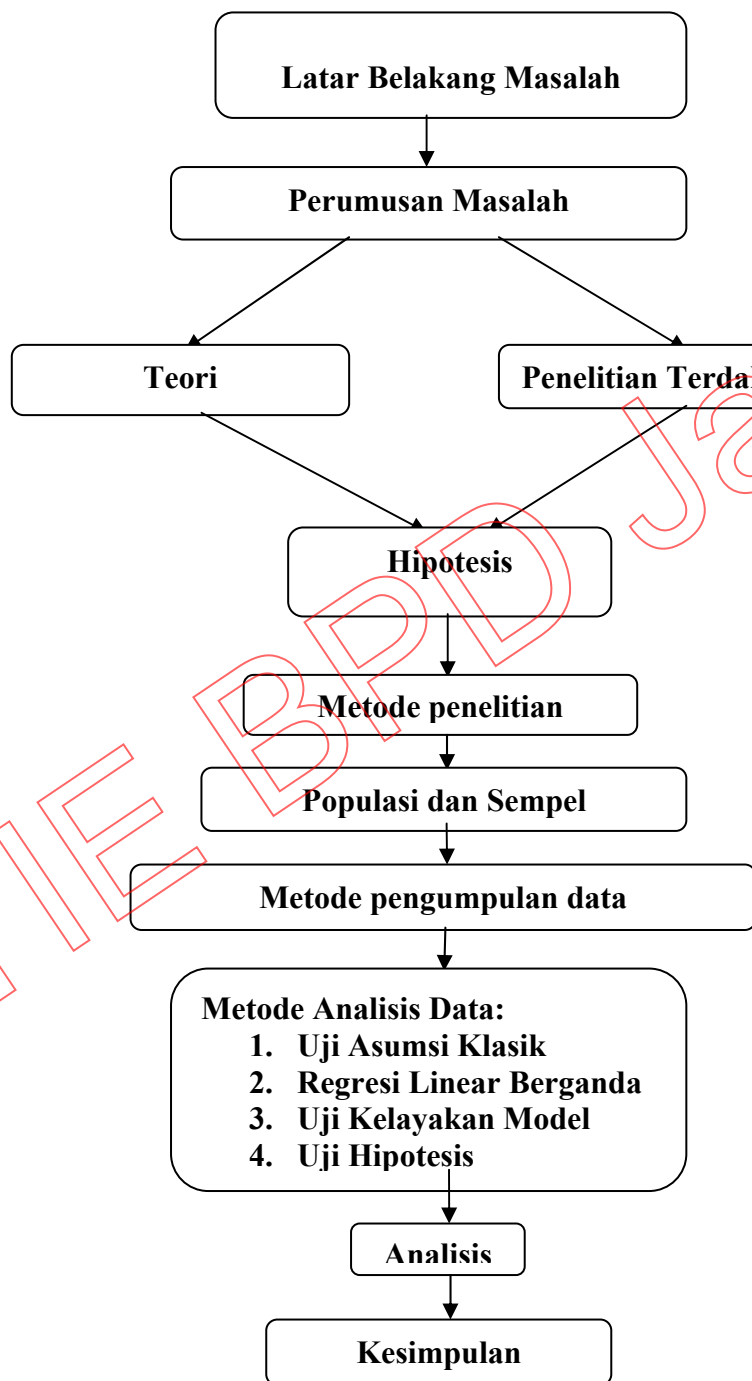 Latar Belakang Masalah
Perumusan Masalah
Teori
Penelitian
Hipotesis
Metode penelitian
Populasi dan Sempel
Metode pengumpulan data
Metode Analisis Data:
1. Uji Asumsi Klasik
2. Regresi Linear Berganda
3. Uji Kelayakan Model
4. Uji Hipotesis
Analisis
Kesimpulan
BPD